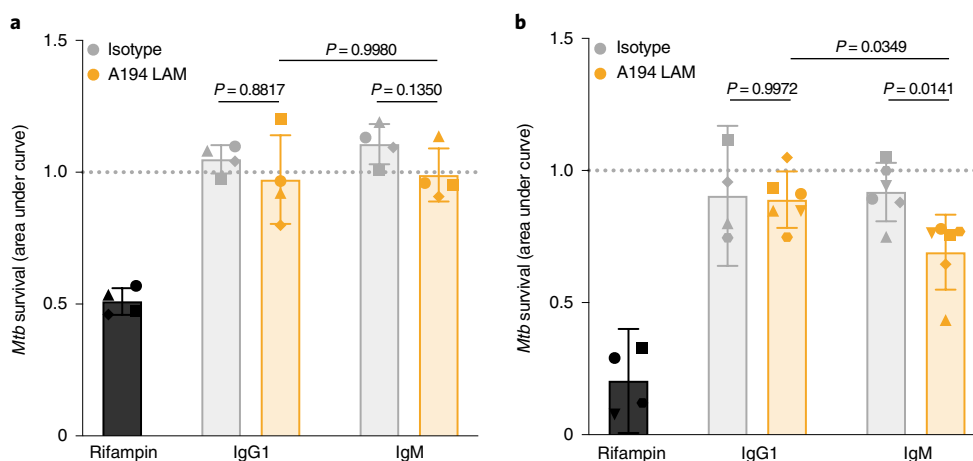 a
1.5
Isotype
A194 LAM
P = 0.9980
P = 0.8817
P = 0.1350
1.0
0.5
0
Mtb survival (area under curve)
Rifampin
IgG1
IgM
b
1.5
Isotype
A194 LAM
P = 0.0349
P = 0.9972
P = 0.0141
1.0
0.5
0
Mtb survival (area under curve)
Rifampin
IgG1
IgM